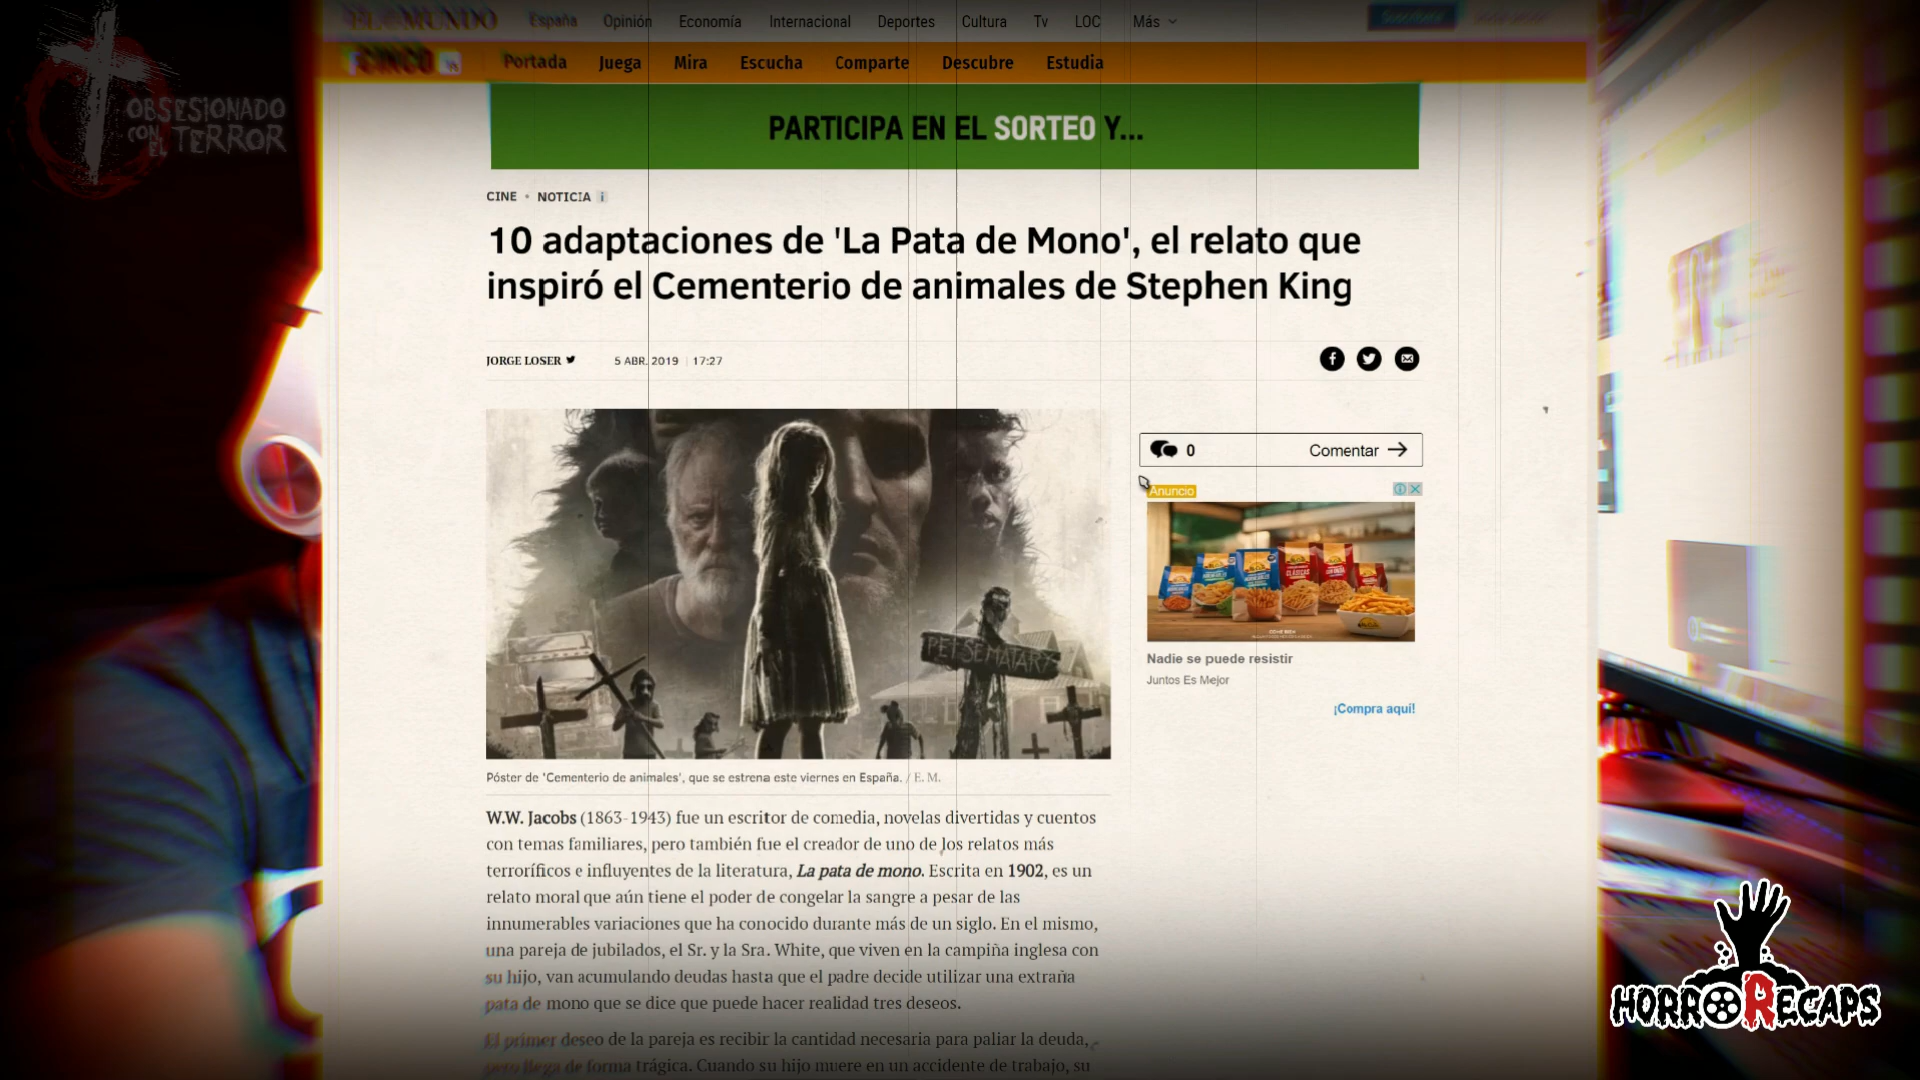 OBSESIONADO
CON EL TERROR
EL MUNDO España Opinión Economía Internacional Deportes Cultura Tv LOC Más
CINCO Portada Juega Mira Escucha Comparte Descubre Estudia
PARTICIPA EN EL SORTEO Y...
CINE • NOTICIA i
10 adaptaciones de 'La Pata de Mono', el relato que
inspiró el Cementerio de animales de Stephen King
JORGE LOSER 5 ABR. 2019 | 17:27
PET SEMATARY
0 Comentar
Anuncio
Nadie se puede resistir
Juntos Es Mejor
¡Compra aquí!
Póster de 'Cementerio de animales', que se estrena este viernes en España. / E. M.
W.W. Jacobs (1863-1943) fue un escritor de comedia, novelas divertidas y cuentos
con temas familiares, pero también fue el creador de uno de los relatos más
terroríficos e influyentes de la literatura, La pata de mono. Escrita en 1902, es un
relato moral que aún tiene el poder de congelar la sangre a pesar de las
innumerables variaciones que ha conocido durante más de un siglo. En el mismo,
una pareja de jubilados, el Sr. y la Sra. White, que viven en la campiña inglesa con
su hijo, van acumulando deudas hasta que el padre decide utilizar una extraña
pata de mono que se dice que puede hacer realidad tres deseos.
El primer deseo de la pareja es recibir la cantidad necesaria para paliar la deuda,
pero llega de forma trágica. Cuando su hijo muere en un accidente de trabajo, su
HORRORECAPS